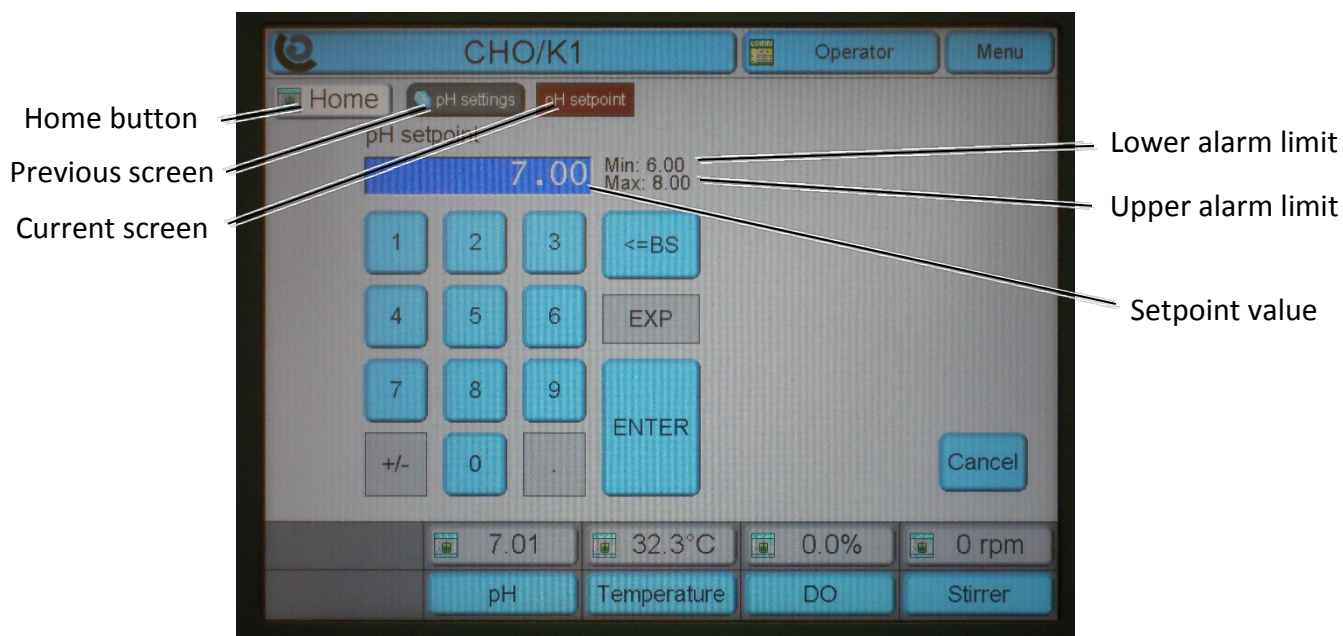 CHO/K1
LOGIN
Operator
Menu
Home
pH settings
pH setpoint
Home button
pH setpoint
Lower alarm limit
Previous screen
7.00
Min: 6.00
Max: 8.00
Upper alarm limit
Current screen
1
2
3
<=BS
4
5
6
EXP
Setpoint value
7
8
9
ENTER
+/-
0
.
Cancel
7.01
32.3°C
0.0%
0 rpm
pH
Temperature
DO
Stirrer